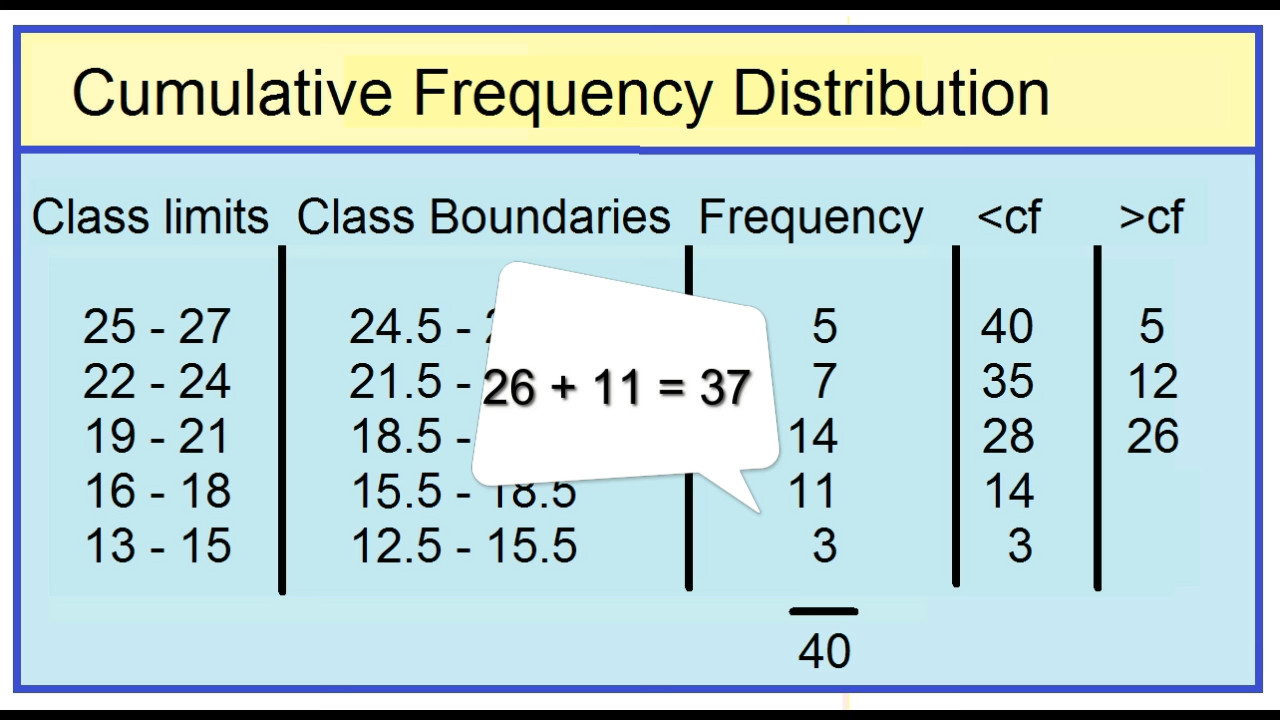 Cumulative Frequency Distribution
Class limits Class Boundaries Frequency <cf >cf
25 - 27 24.5 - 5 40 5
22 - 24 21.5 - 7 35 12
26 + 11 = 37
19 - 21 18.5 - 14 28 26
16 - 18 15.5 - 18.5 11 14
13 - 15 12.5 - 15.5 3 3
40